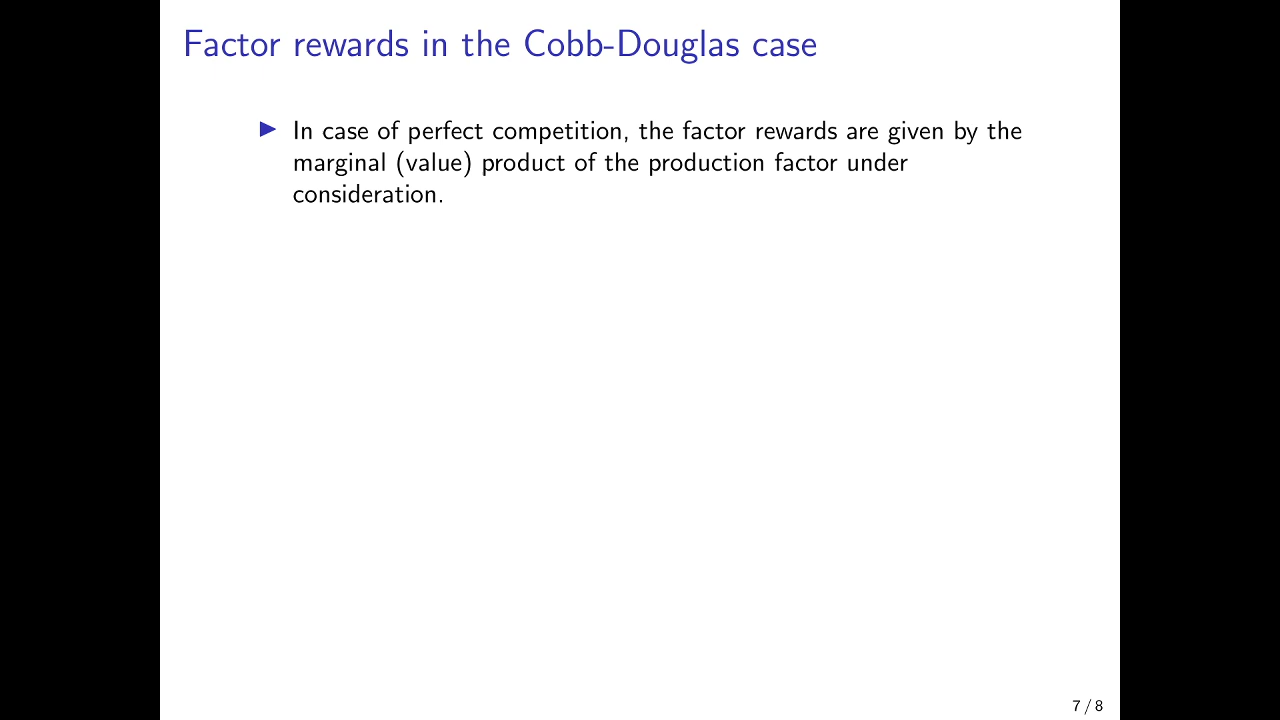 Factor rewards in the Cobb-Douglas case
In case of perfect competition, the factor rewards are given by the
marginal (value) product of the production factor under
consideration.
7 / 8